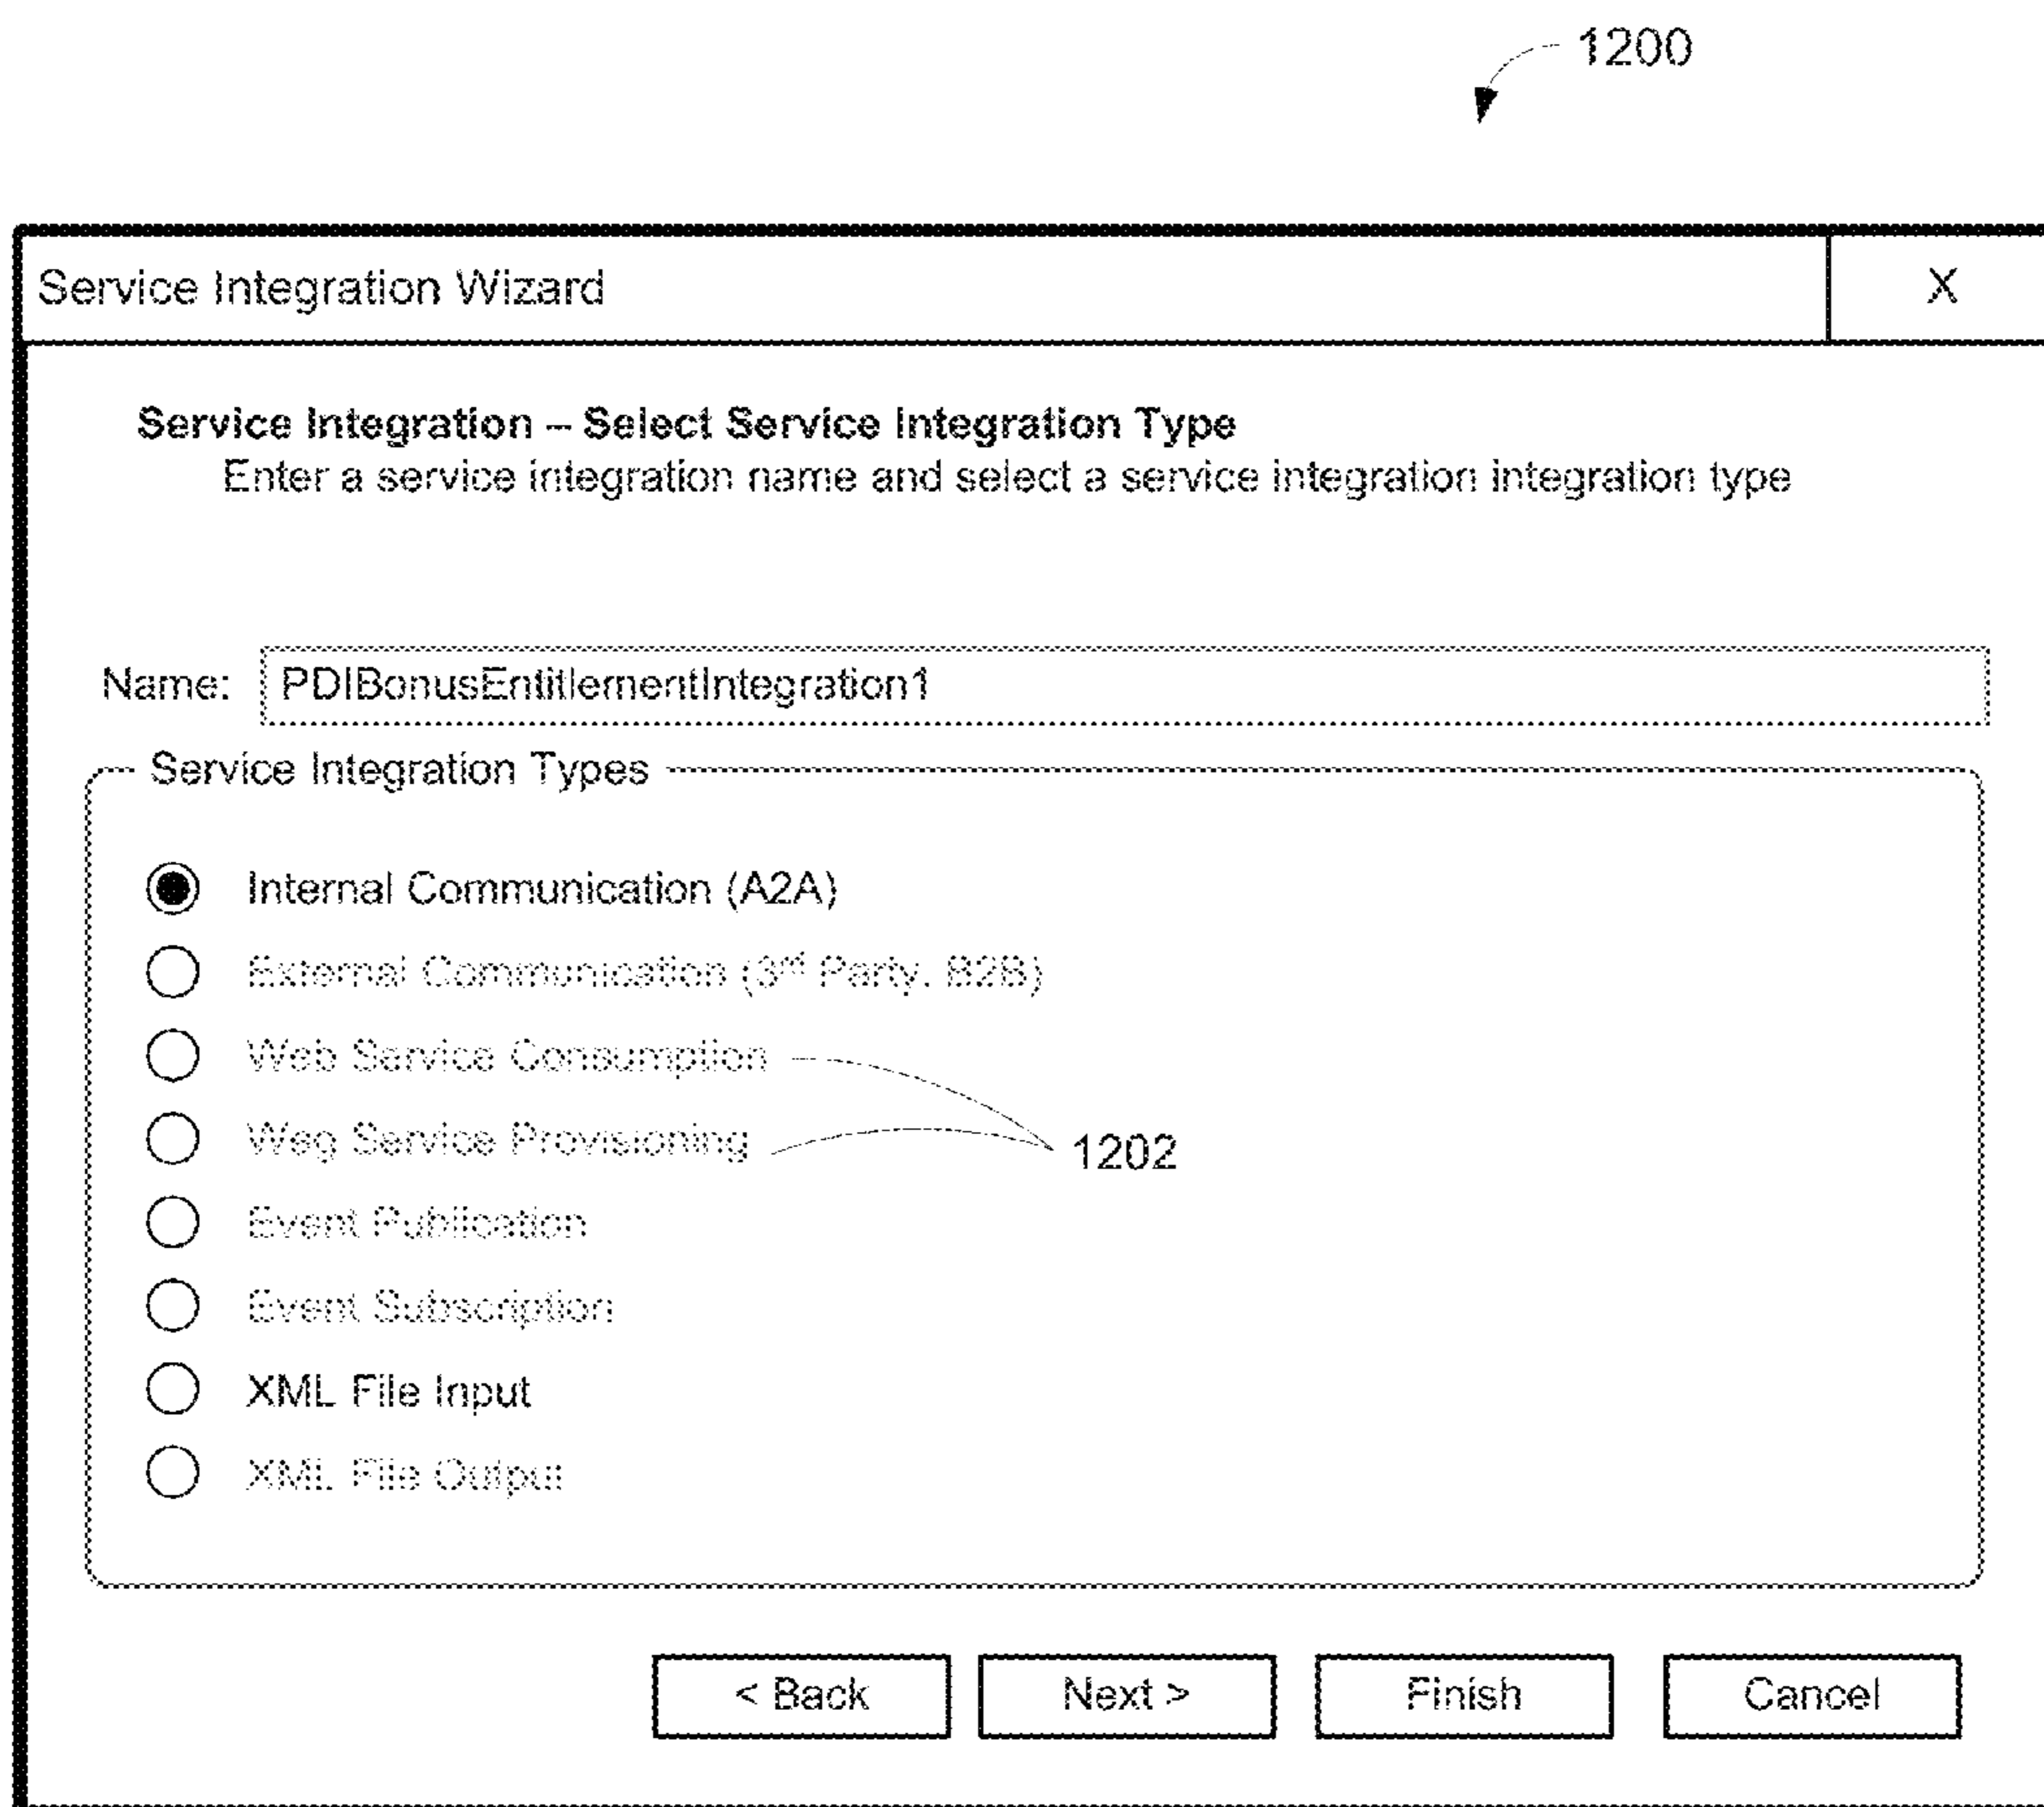 1200
Service Integration Wizard X
Service Integration – Select Service Integration Type
Enter a service integration name and select a service integration integration type
Name: PDIBonusEntitlementIntegration1
Service Integration Types
Internal Communication (A2A)
External Communication (3rd Party, B2B)
Web Service Consumption
Weg Service Provisioning
1202
Event Publication
Event Subscription
XML File Input
XML File Output
< Back Next > Finish Cancel